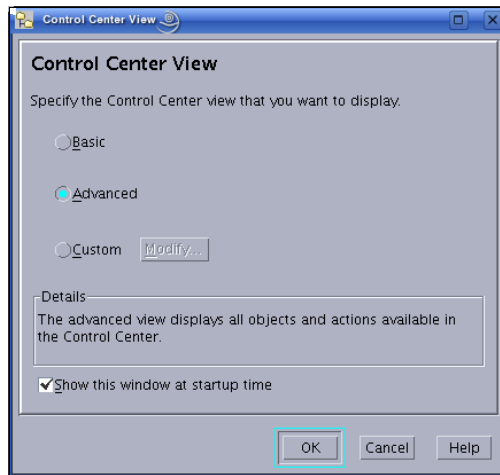 Control Center View
Control Center View
Specify the Control Center view that you want to display.
Basic
Advanced
Custom Modify...
Details
The advanced view displays all objects and actions available in
the Control Center.
Show this window at startup time
OK Cancel Help